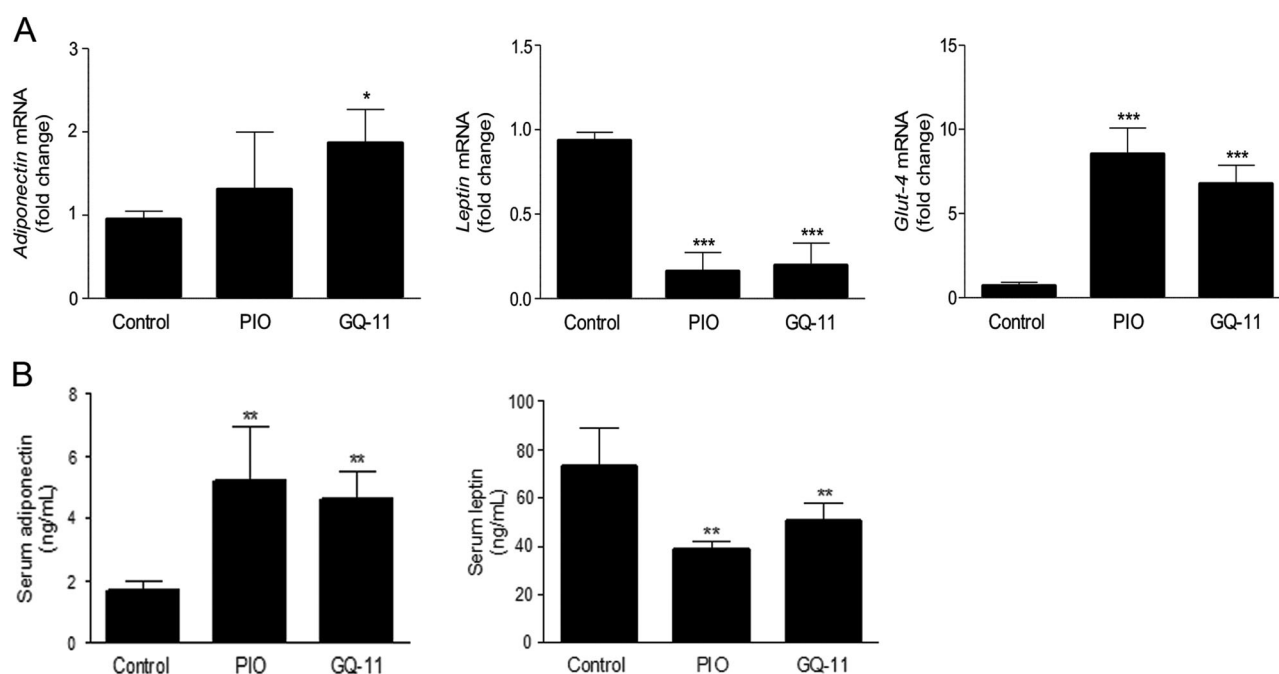 A
Adiponectin mRNA
(fold change)
3
2
1
0
*
Control
PIO
GQ-11
Leptin mRNA
(fold change)
1.5
1.0
0.5
0.0
***
***
Control
PIO
GQ-11
Glut-4 mRNA
(fold change)
15
10
5
0
***
***
Control
PIO
GQ-11
B
Serum adiponectin
(ng/mL)
8
6
4
2
0
**
**
Control
PIO
GQ-11
Serum leptin
(ng/mL)
100
80
60
40
20
0
**
**
Control
PIO
GQ-11